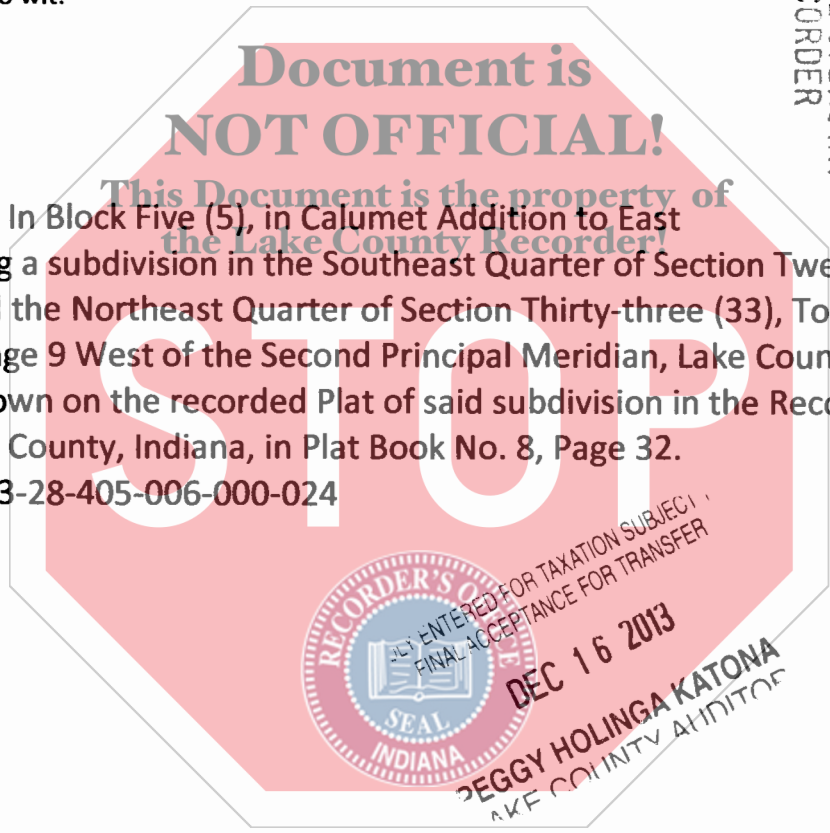 o wit:
ORDER
Document is
NOT OFFICIAL!
This Document is the property of
the Lake County Recorder!
In Block Five (5), in Calumet Addition to East
g a subdivision in the Southeast Quarter of Section Twe
the Northeast Quarter of Section Thirty-three (33), To
ge 9 West of the Second Principal Meridian, Lake Coun
own on the recorded Plat of said subdivision in the Reco
County, Indiana, in Plat Book No. 8, Page 32.
3-28-405-006-000-024
STOP
ENTERED FOR TAXATION SUBJECT
FINAL ACCEPTANCE FOR TRANSFER
DEC 16 2013
PEGGY HOLINGA KATONA
LAKE COUNTY AUDITOR
RECORDER'S OFFICE
SEAL
INDIANA